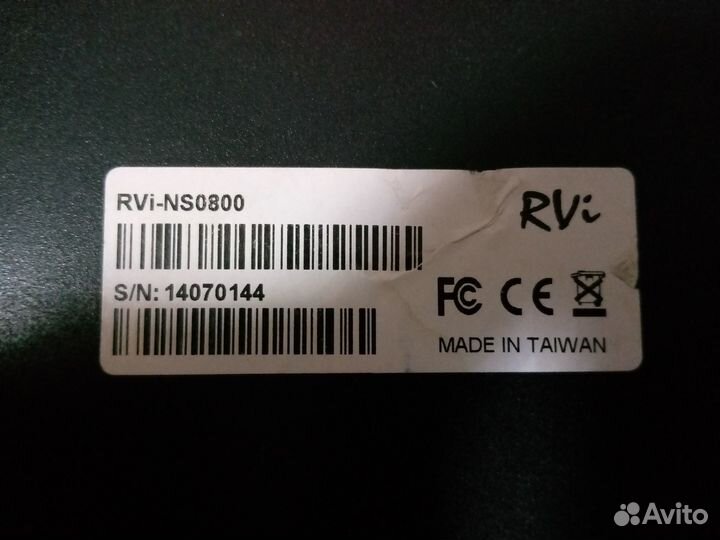 RVi-NS0800
RVi
S/N: 14070144
FC CE
MADE IN TAIWAN
Avito